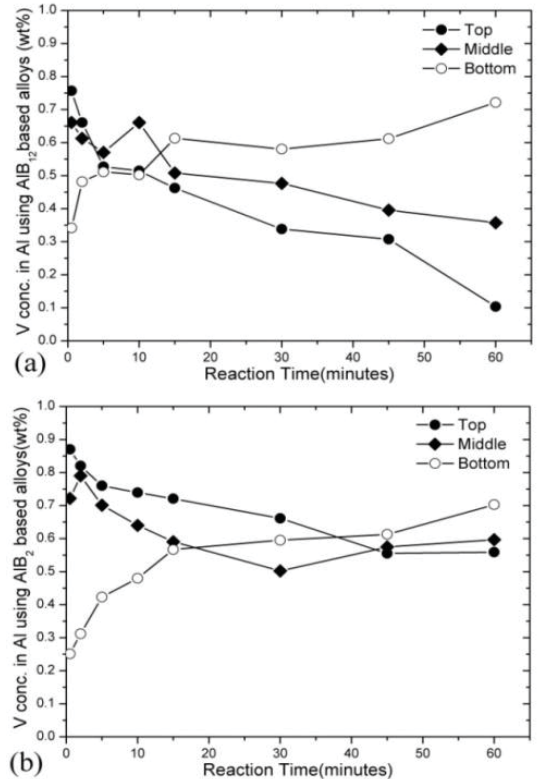 V conc. in Al using AlB12 based alloys (wt%)
1.0
0.9
0.8
0.7
0.6
0.5
0.4
0.3
0.2
0.1
0.0
Top
Middle
Bottom
0 10 20 30 40 50 60
Reaction Time(minutes)
(a)
V conc. in Al using AlB2 based alloys(wt%)
1.0
0.9
0.8
0.7
0.6
0.5
0.4
0.3
0.2
0.1
0.0
Top
Middle
Bottom
0 10 20 30 40 50 60
Reaction Time(minutes)
(b)